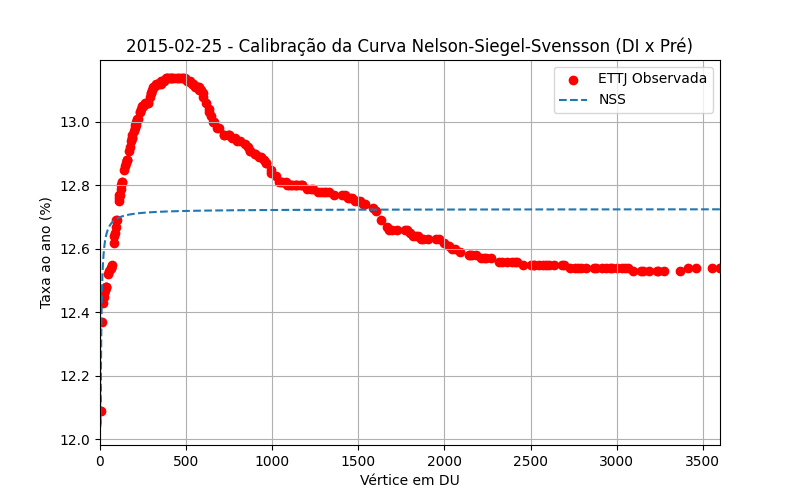 2015-02-25 - Calibração da Curva Nelson-Siegel-Svensson (DI x Pré)
ETTJ Observada
NSS
Taxa ao ano (%)
13.0
12.8
12.6
12.4
12.2
12.0
0 500 1000 1500 2000 2500 3000 3500
Vértice em DU